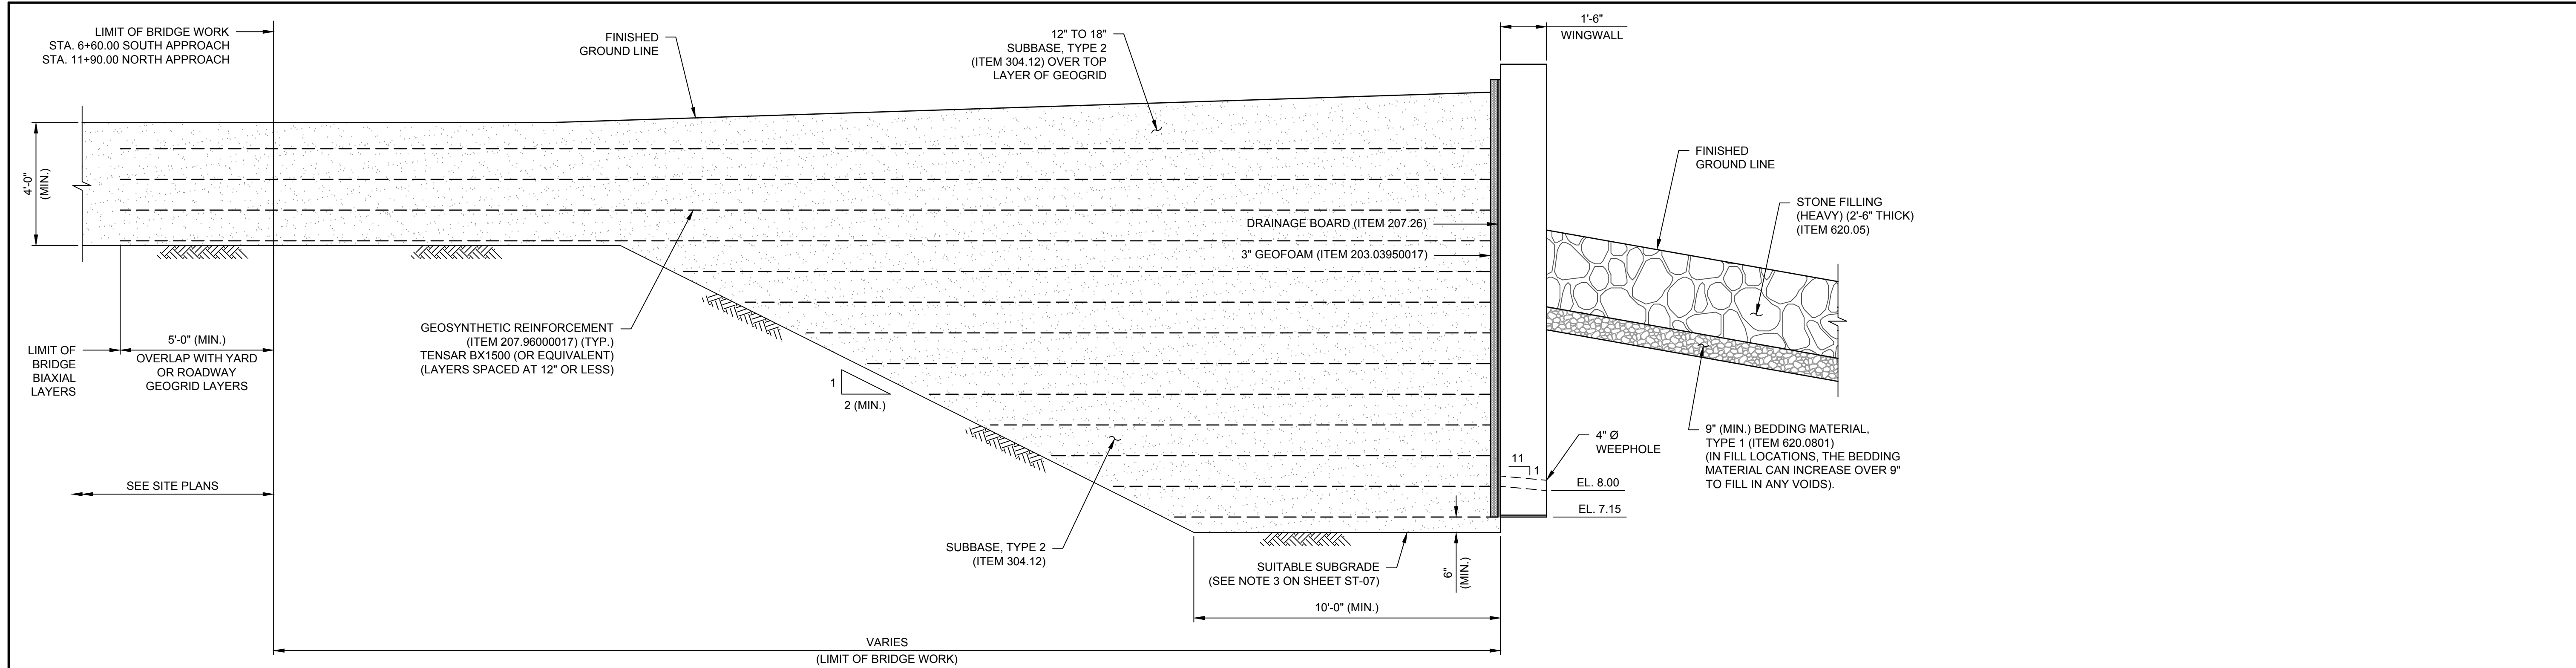 LIMIT OF BRIDGE WORK
STA. 6+60.00 SOUTH APPROACH
STA. 11+90.00 NORTH APPROACH
FINISHED
GROUND LINE
12" TO 18"
SUBBASE, TYPE 2
(ITEM 304.12) OVER TOP
LAYER OF GEOGRID
1'-6"
WINGWALL
4'-0"
(MIN.)
FINISHED
GROUND LINE
STONE FILLING
(HEAVY) (2'-6" THICK)
(ITEM 620.05)
DRAINAGE BOARD (ITEM 207.26)
3" GEOFOAM (ITEM 203.03950017)
GEOSYNTHETIC REINFORCEMENT
(ITEM 207.96000017) (TYP.)
TENSAR BX1500 (OR EQUIVALENT)
(LAYERS SPACED AT 12" OR LESS)
LIMIT OF
BRIDGE
BIAXIAL
LAYERS
5'-0" (MIN.)
OVERLAP WITH YARD
OR ROADWAY
GEOGRID LAYERS
1
2 (MIN.)
SEE SITE PLANS
4" Ø
WEEPHOLE
9" (MIN.) BEDDING MATERIAL,
TYPE 1 (ITEM 620.0801)
(IN FILL LOCATIONS, THE BEDDING
MATERIAL CAN INCREASE OVER 9"
TO FILL IN ANY VOIDS).
11
1
EL. 8.00
EL. 7.15
SUBBASE, TYPE 2
(ITEM 304.12)
SUITABLE SUBGRADE
(SEE NOTE 3 ON SHEET ST-07)
6"
(MIN.)
10'-0" (MIN.)
VARIES
(LIMIT OF BRIDGE WORK)